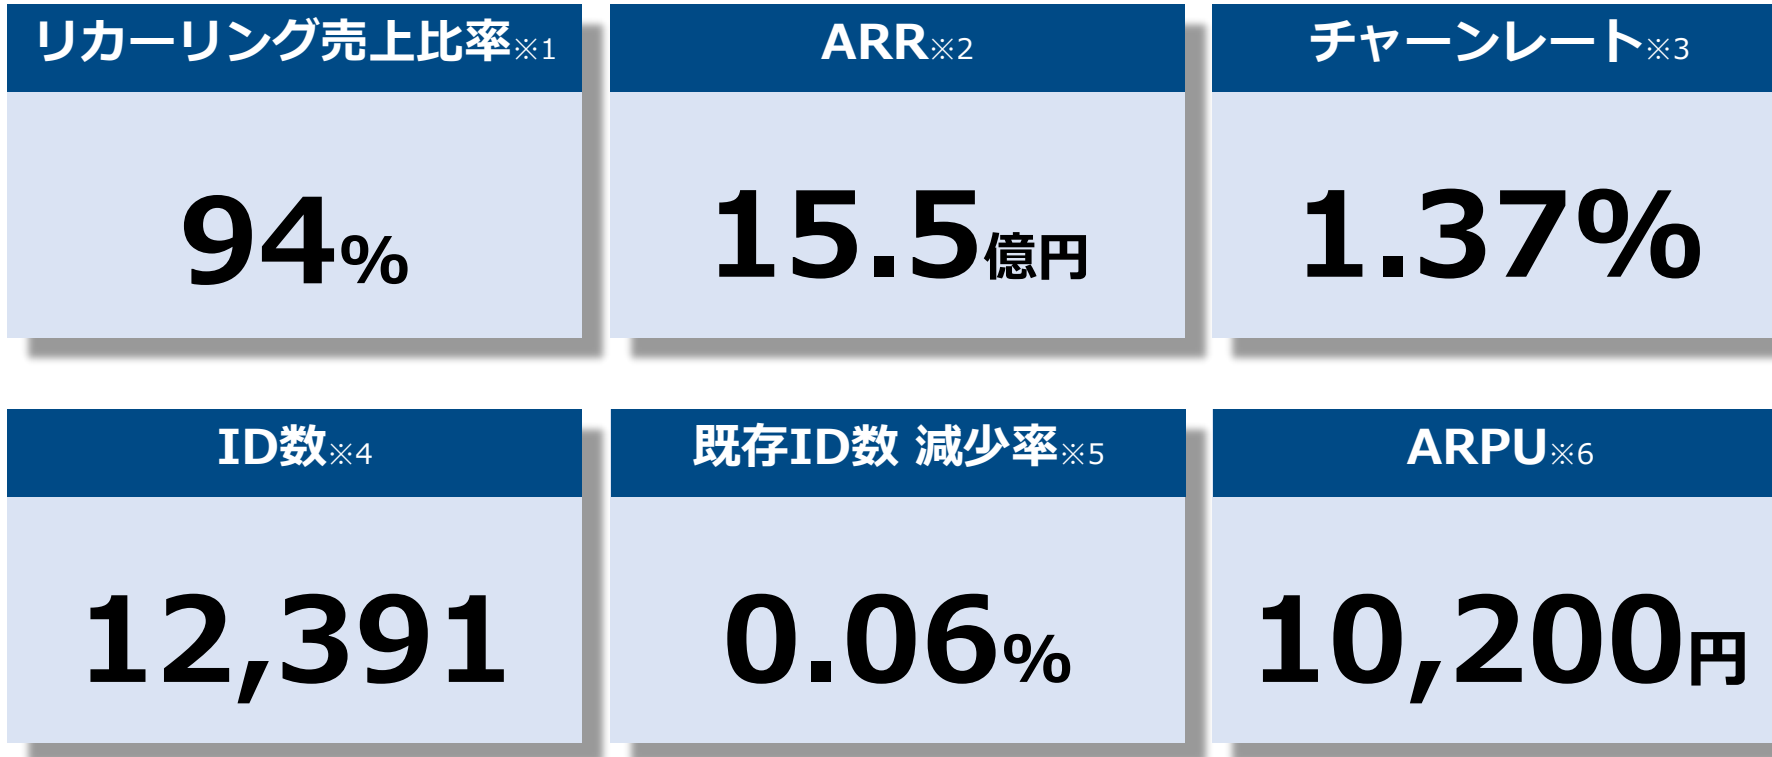 リカーリング売上比率※1
94%
ARR※2
15.5億円
チャーンレート※3
1.37%
ID数※4
12,391
既存ID数 減少率※5
0.06%
ARPU※6
10,200円